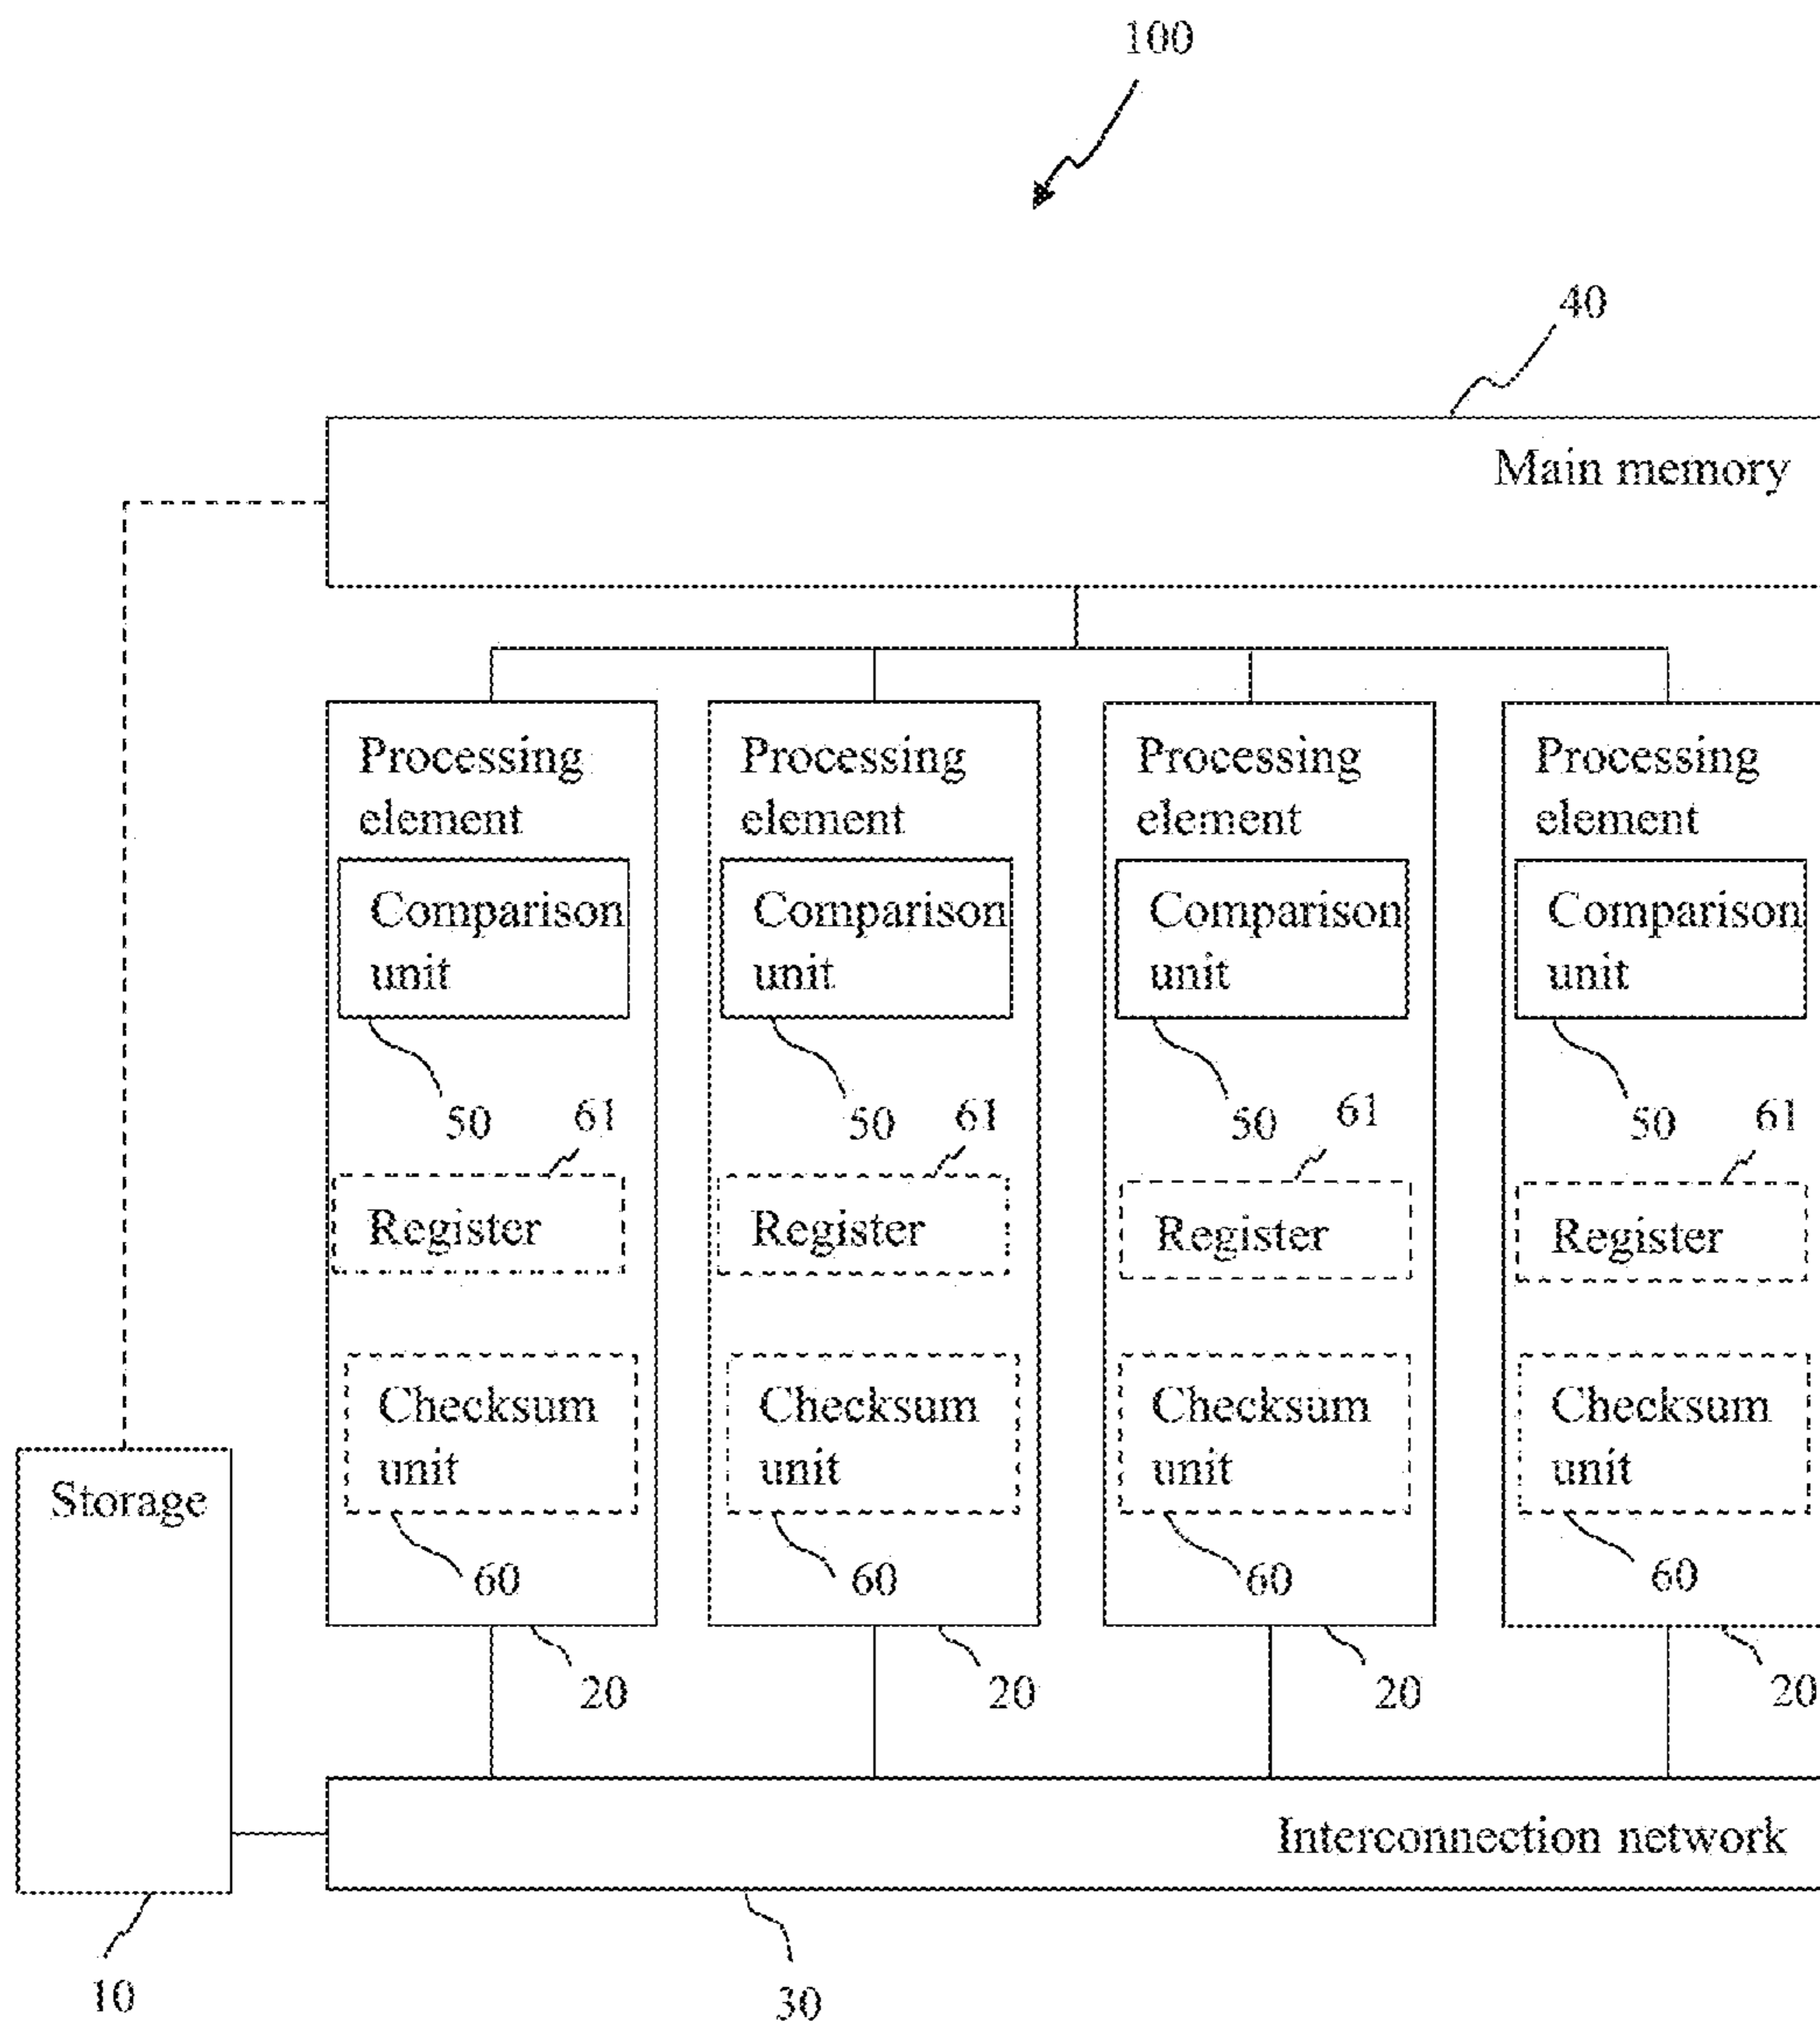 100
40
Main memory
Processing element
Comparison unit
50
61
Register
Checksum unit
60
20
Processing element
Comparison unit
50
61
Register
Checksum unit
60
20
Processing element
Comparison unit
50
61
Register
Checksum unit
60
20
Processing element
Comparison unit
50
61
Register
Checksum unit
60
20
Storage
10
Interconnection network
30